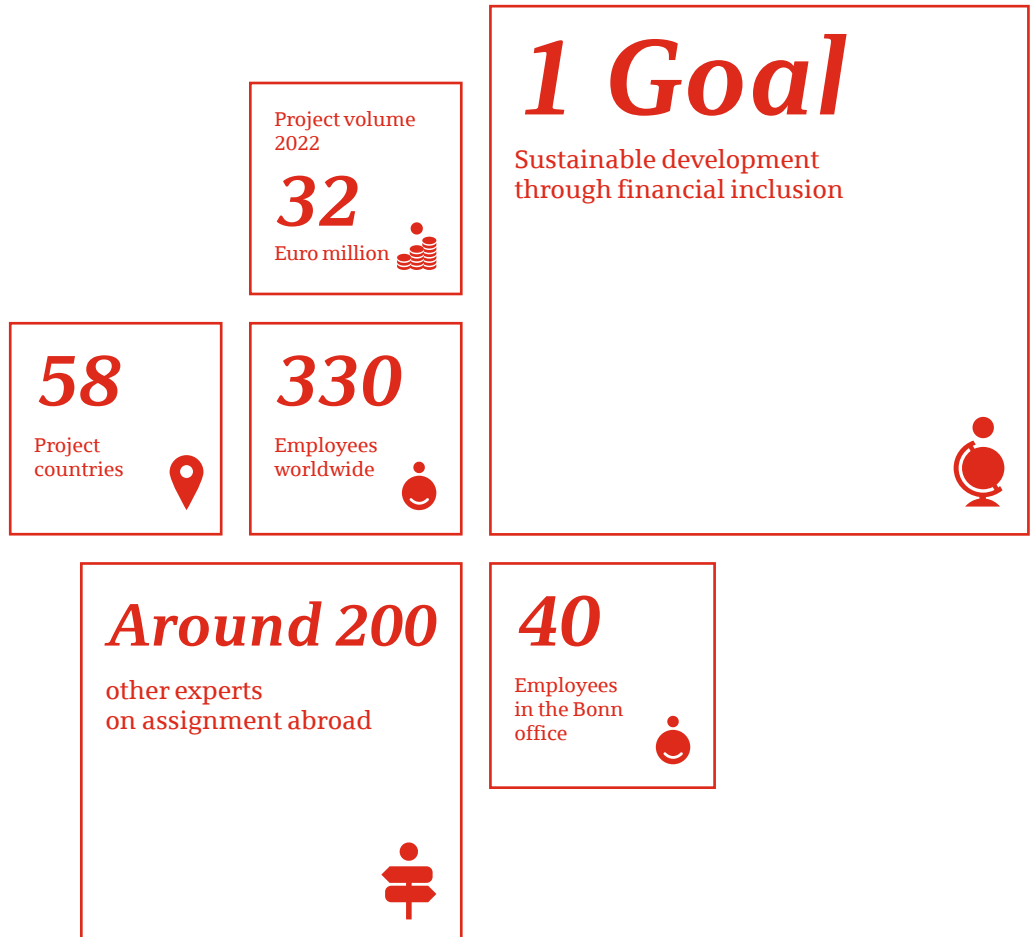 1 Goal
Sustainable development
through financial inclusion
Project volume
2022
32
Euro million
58
Project
countries
330
Employees
worldwide
Around 200
other experts
on assignment abroad
40
Employees
in the Bonn
office